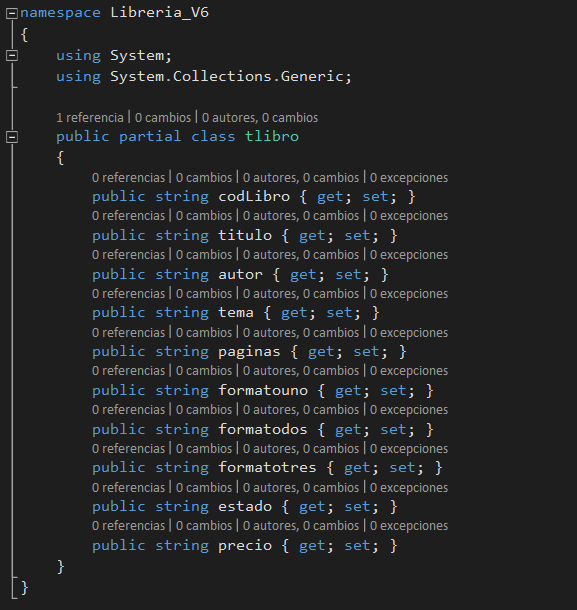 namespace Libreria_V6
{
using System;
using System.Collections.Generic;
1 referencia | 0 cambios | 0 autores, 0 cambios
public partial class tlibro
{
0 referencias | 0 cambios | 0 autores, 0 cambios | 0 excepciones
public string codLibro { get; set; }
0 referencias | 0 cambios | 0 autores, 0 cambios | 0 excepciones
public string titulo { get; set; }
0 referencias | 0 cambios | 0 autores, 0 cambios | 0 excepciones
public string autor { get; set; }
0 referencias | 0 cambios | 0 autores, 0 cambios | 0 excepciones
public string tema { get; set; }
0 referencias | 0 cambios | 0 autores, 0 cambios | 0 excepciones
public string paginas { get; set; }
0 referencias | 0 cambios | 0 autores, 0 cambios | 0 excepciones
public string formatouno { get; set; }
0 referencias | 0 cambios | 0 autores, 0 cambios | 0 excepciones
public string formatodos { get; set; }
0 referencias | 0 cambios | 0 autores, 0 cambios | 0 excepciones
public string formatotres { get; set; }
0 referencias | 0 cambios | 0 autores, 0 cambios | 0 excepciones
public string estado { get; set; }
0 referencias | 0 cambios | 0 autores, 0 cambios | 0 excepciones
public string precio { get; set; }
}
}